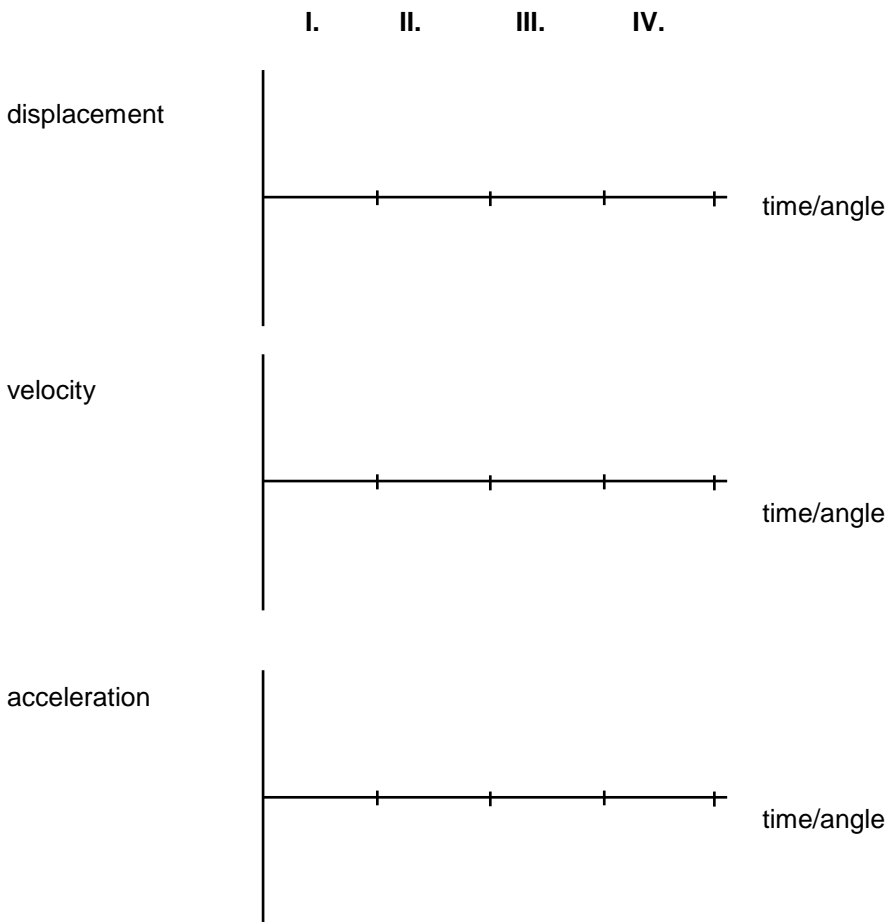 I. II. III. IV.
displacement
time/angle
velocity
time/angle
acceleration
time/angle